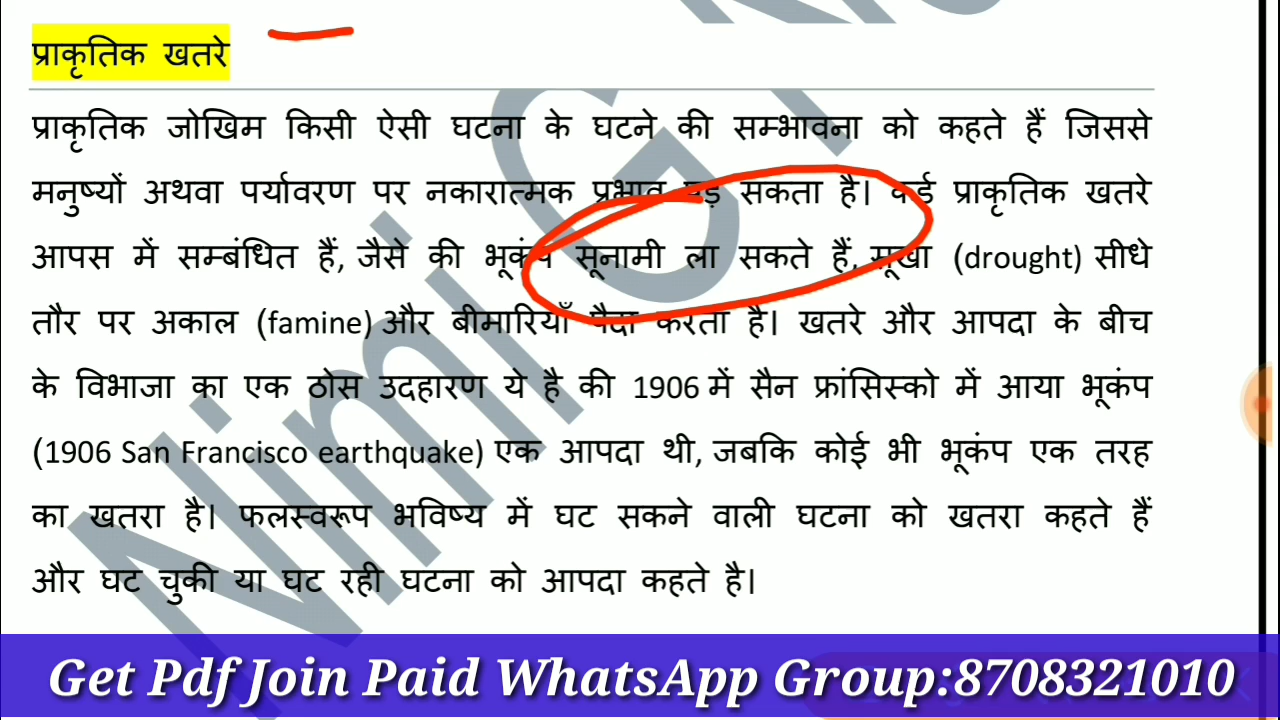 प्राकृतिक खतरे
प्राकृतिक जोखिम किसी ऐसी घटना के घटने की सम्भावना को कहते हैं जिससे
मनुष्यों अथवा पर्यावरण पर नकारात्मक प्रभाव पड़ सकता है। कई प्राकृतिक खतरे
आपस में सम्बंधित हैं, जैसे की भूकंप सूनामी ला सकते हैं, सूखा (drought) सीधे
तौर पर अकाल (famine) और बीमारियाँ पैदा करता है। खतरे और आपदा के बीच
के विभाजा का एक ठोस उदहारण ये है की 1906 में सैन फ्रांसिस्को में आया भूकंप
(1906 San Francisco earthquake) एक आपदा थी, जबकि कोई भी भूकंप एक तरह
का खतरा है। फलस्वरूप भविष्य में घट सकने वाली घटना को खतरा कहते हैं
और घट चुकी या घट रही घटना को आपदा कहते है।
Get Pdf Join Paid WhatsApp Group:8708321010